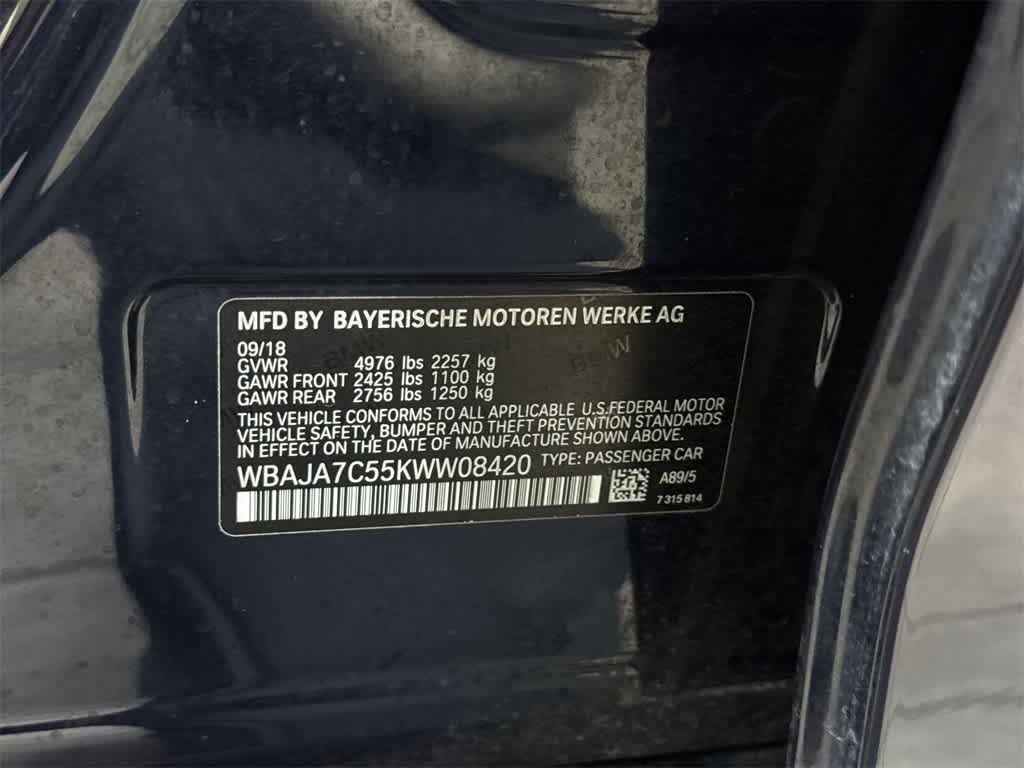 MFD BY BAYERISCHE MOTOREN WERKE AG
09/18
GVWR 4976 lbs 2257 kg
GAWR FRONT 2425 lbs 1100 kg
GAWR REAR 2756 lbs 1250 kg
THIS VEHICLE CONFORMS TO ALL APPLICABLE U.S.FEDERAL MOTOR
VEHICLE SAFETY, BUMPER AND THEFT PREVENTION STANDARDS
IN EFFECT ON THE DATE OF MANUFACTURE SHOWN ABOVE.
WBAJA7C55KWW08420 TYPE: PASSENGER CAR
A89/5
7 315 814